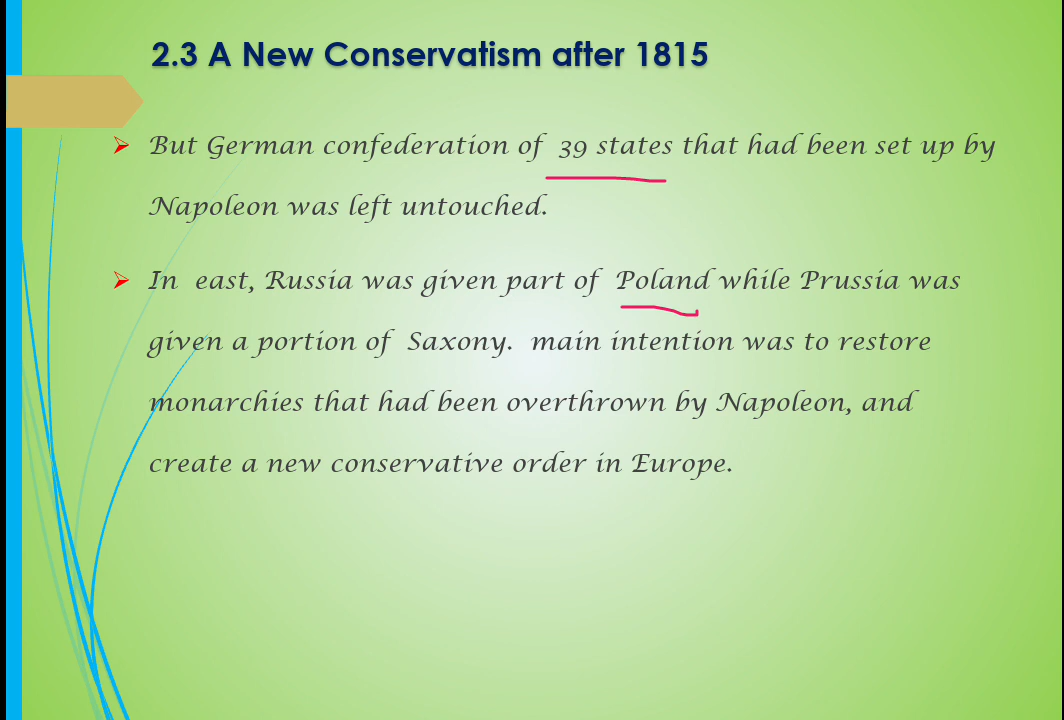 2.3 A New Conservatism after 1815
But German confederation of 39 states that had been set up by
Napoleon was left untouched.
In east, Russia was given part of Poland while Prussia was
given a portion of Saxony. main intention was to restore
monarchies that had been overthrown by Napoleon, and
create a new conservative order in Europe.